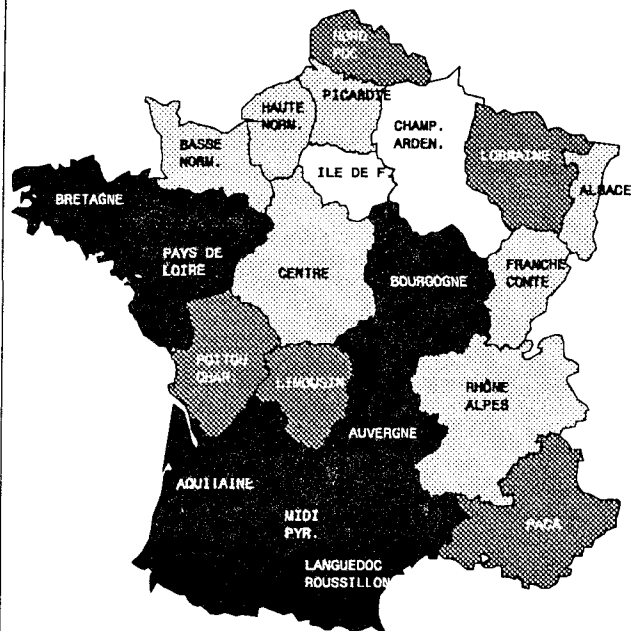 NORD
PDC
PICARDIE
HAUTE
NORM.
CHAMP.
ARDEN.
BASSE
NORM.
LORRAINE
ILE DE F.
ALSACE
BRETAGNE
PAYS DE
LOIRE
CENTRE
BOURGOGNE
FRANCHE
COMTE
POITOU
CHAR.
LIMOUSIN
RHÔNE
ALPES
AUVERGNE
AQUITAINE
MIDI
PYR.
PACA
LANGUEDOC
ROUSSILLON